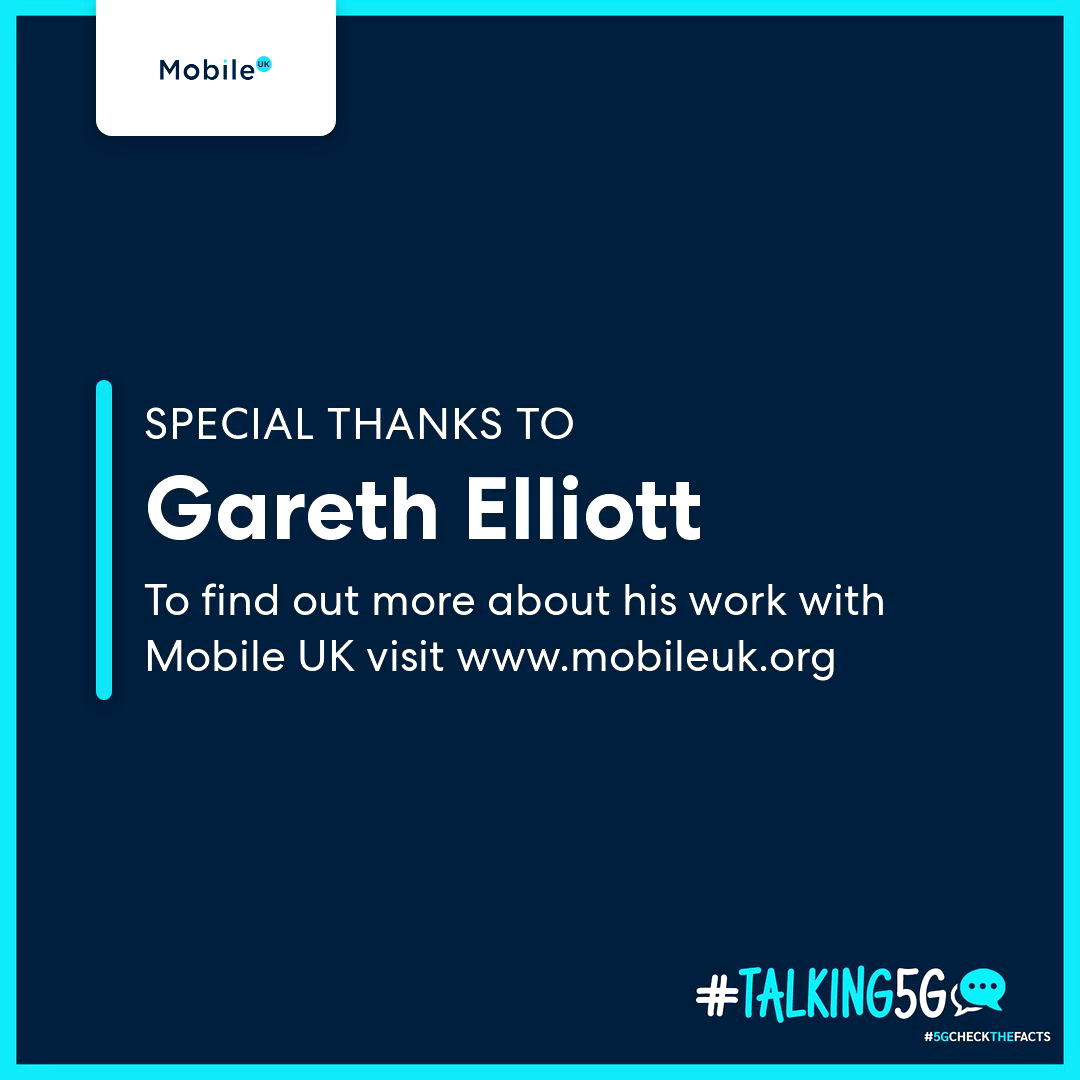 Mobile UK
SPECIAL THANKS TO
Gareth Elliott
To find out more about his work with
Mobile UK visit www.mobileuk.org
#TALKING5G
#5GCHECKTHEFACTS